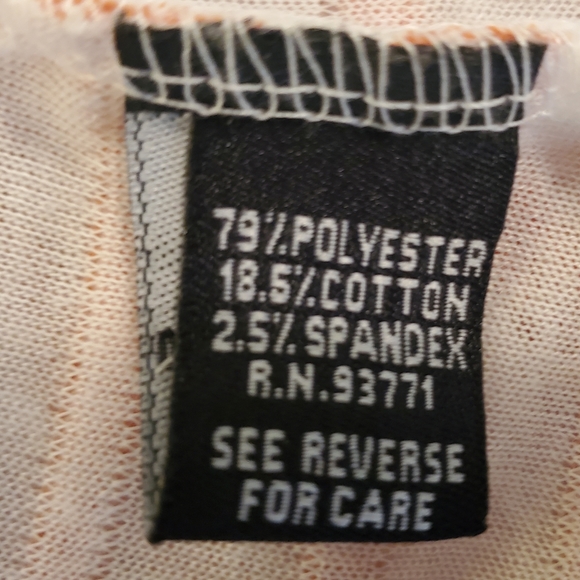 79% POLYESTER
18.5% COTTON
2.5% SPANDEX
R.N.93771
SEE REVERSE
FOR CARE